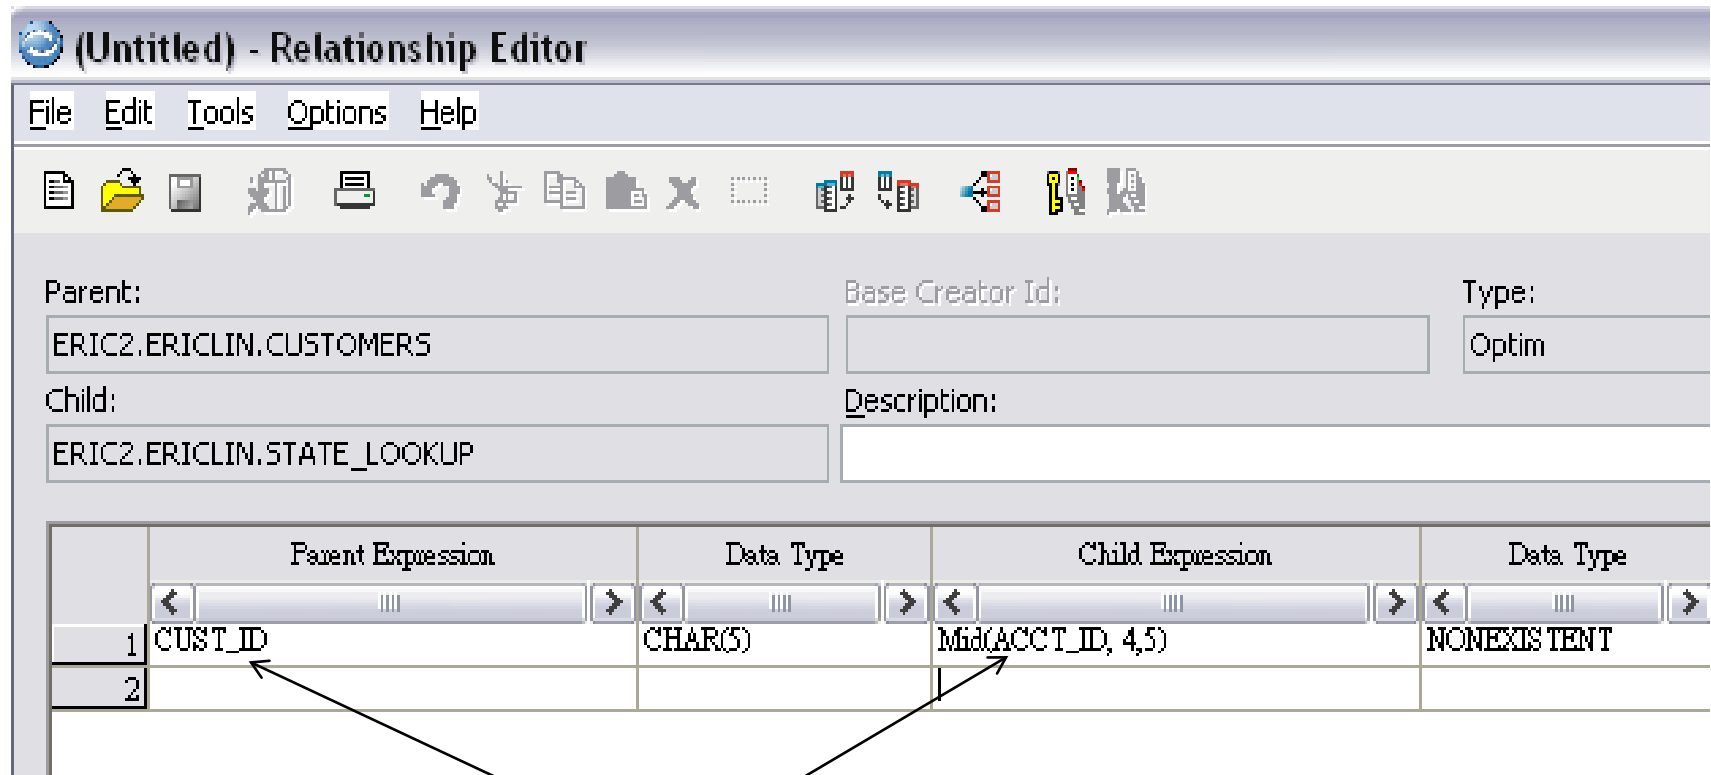 (Untitled) - Relationship Editor
File Edit Tools Options Help
Parent: Base Creator Id: Type:
ERIC2.ERICLIN.CUSTOMERS Optim
Child: Description:
ERIC2.ERICLIN.STATE_LOOKUP
Parent Expression Data Type Child Expression Data Type
1 CUST_ID CHAR(5) Mid(ACCT_ID, 4,5) NONEXISTENT
2